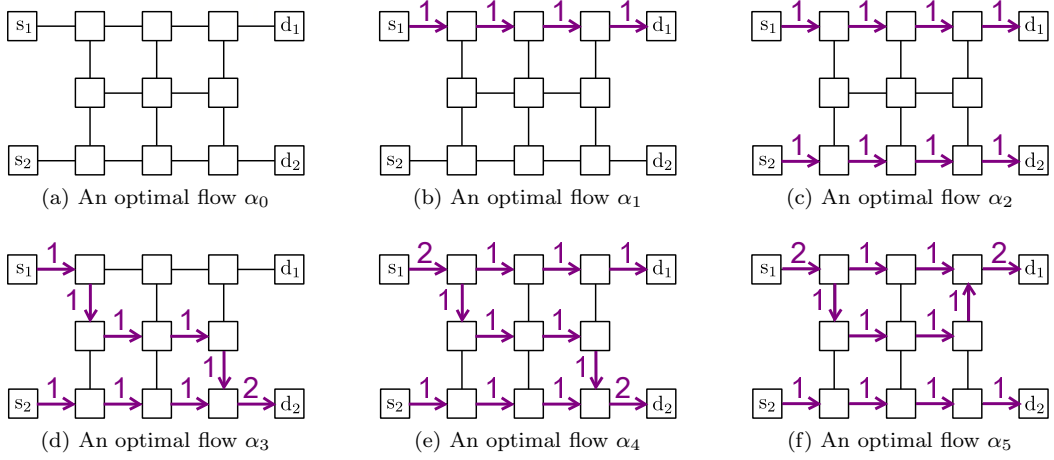 s₁ d₁
s₂ d₂
(a) An optimal flow α₀
s₁ 1 1 1 1 d₁
s₂ d₂
(b) An optimal flow α₁
s₁ 1 1 1 1 d₁
s₂ 1 1 1 1 d₂
(c) An optimal flow α₂
s₁ 1 d₁
1
1 1
1
s₂ 1 1 1 2 d₂
(d) An optimal flow α₃
s₁ 2 1 1 1 d₁
1
1 1
1
s₂ 1 1 1 2 d₂
(e) An optimal flow α₄
s₁ 2 1 1 2 d₁
1 1
1 1
s₂ 1 1 1 1 d₂
(f) An optimal flow α₅